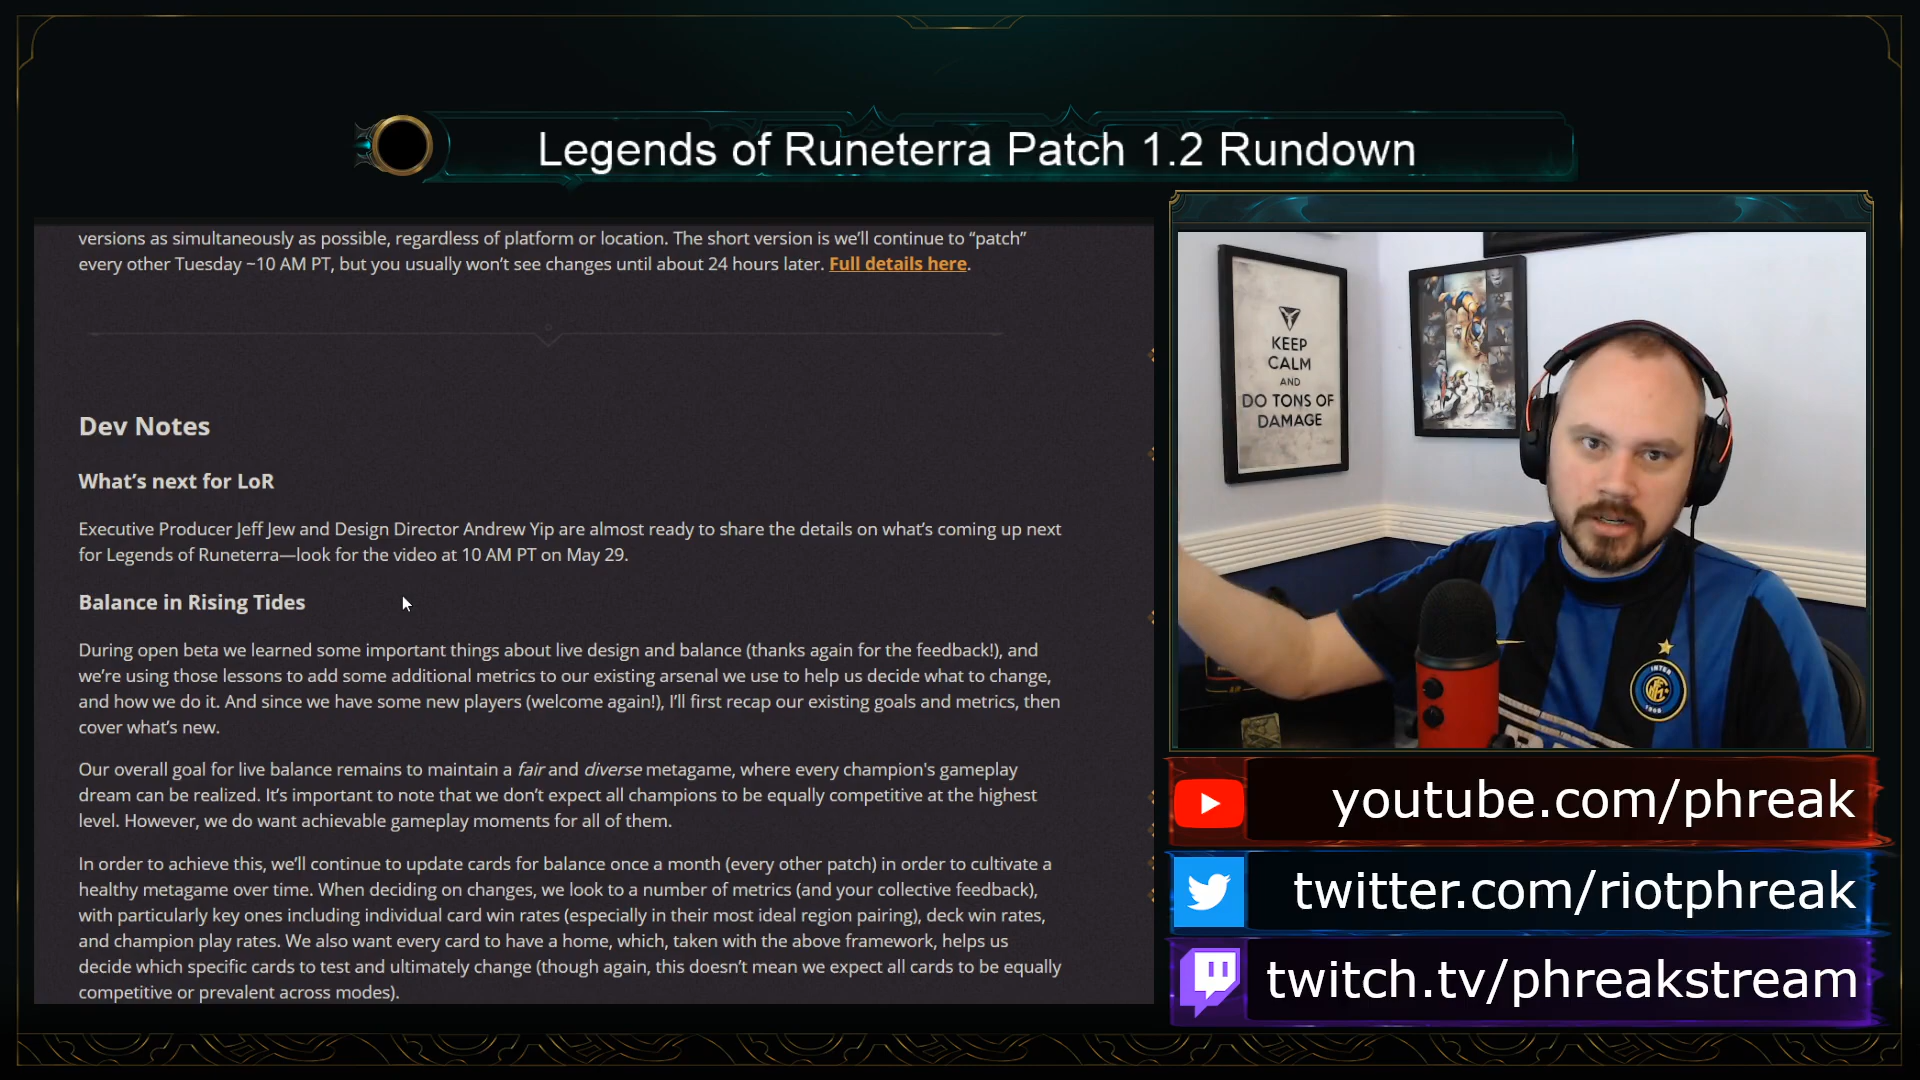 Legends of Runeterra Patch 1.2 Rundown
versions as simultaneously as possible, regardless of platform or location. The short version is we’ll continue to “patch”
every other Tuesday ~10 AM PT, but you usually won’t see changes until about 24 hours later. Full details here.
Dev Notes
What’s next for LoR
Executive Producer Jeff Jew and Design Director Andrew Yip are almost ready to share the details on what’s coming up next
for Legends of Runeterra—look for the video at 10 AM PT on May 29.
Balance in Rising Tides
During open beta we learned some important things about live design and balance (thanks again for the feedback!), and
we’re using those lessons to add some additional metrics to our existing arsenal we use to help us decide what to change,
and how we do it. And since we have some new players (welcome again!), I’ll first recap our existing goals and metrics, then
cover what’s new.
Our overall goal for live balance remains to maintain a fair and diverse metagame, where every champion's gameplay
dream can be realized. It’s important to note that we don’t expect all champions to be equally competitive at the highest
level. However, we do want achievable gameplay moments for all of them.
In order to achieve this, we’ll continue to update cards for balance once a month (every other patch) in order to cultivate a
healthy metagame over time. When deciding on changes, we look to a number of metrics (and your collective feedback),
with particularly key ones including individual card win rates (especially in their most ideal region pairing), deck win rates,
and champion play rates. We also want every card to have a home, which, taken with the above framework, helps us
decide which specific cards to test and ultimately change (though again, this doesn’t mean we expect all cards to be equally
competitive or prevalent across modes).
KEEP
CALM
AND
DO TONS OF
DAMAGE
INTER
1908
youtube.com/phreak
twitter.com/riotphreak
twitch.tv/phreakstream